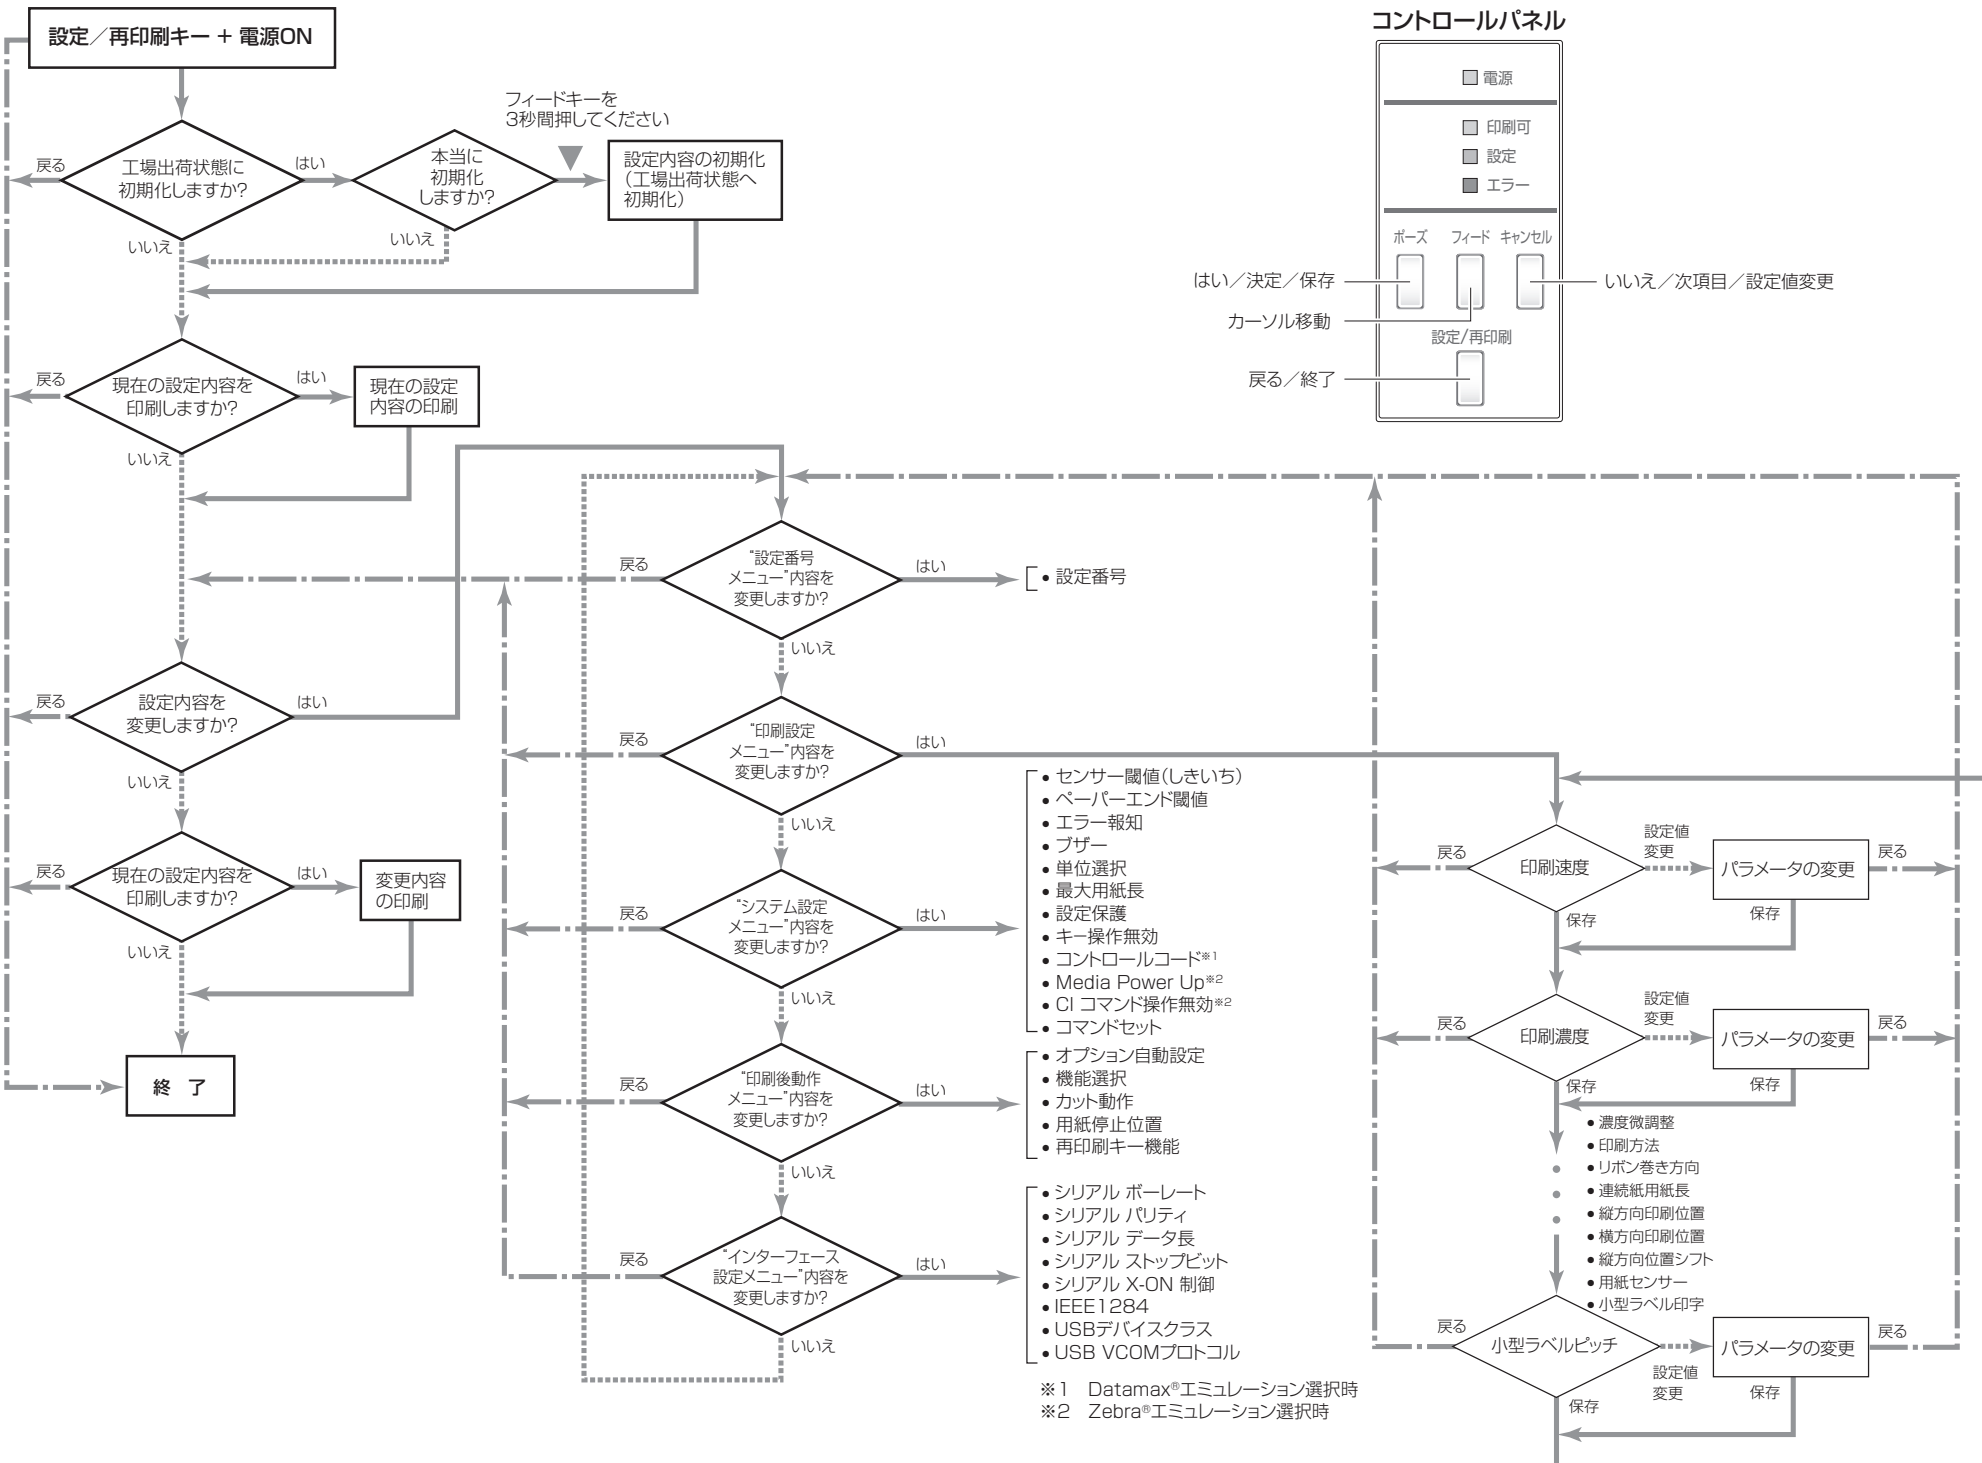 設定／再印刷キー + 電源ON
工場出荷状態に
初期化しますか?
戻る
はい
いいえ
本当に
初期化
しますか?
いいえ
フィードキーを
3秒間押してください
設定内容の初期化
（工場出荷状態へ
初期化）
現在の設定内容を
印刷しますか?
戻る
はい
いいえ
現在の設定
内容の印刷
設定内容を
変更しますか?
戻る
はい
いいえ
現在の設定内容を
印刷しますか?
戻る
はい
いいえ
変更内容
の印刷
終 了
コントロールパネル
電源
印刷可
設定
エラー
ポーズ
フィード
キャンセル
はい／決定／保存
いいえ／次項目／設定値変更
カーソル移動
設定/再印刷
戻る／終了
“設定番号
メニュー”内容を
変更しますか?
戻る
はい
いいえ
● 設定番号
“印刷設定
メニュー”内容を
変更しますか?
戻る
はい
いいえ
“システム設定
メニュー”内容を
変更しますか?
戻る
はい
いいえ
● センサー閾値（しきいち）
● ペーパーエンド閾値
● エラー報知
● ブザー
● 単位選択
● 最大用紙長
● 設定保護
● キー操作無効
● コントロールコード※1
● Media Power Up※2
● CI コマンド操作無効※2
● コマンドセット
“印刷後動作
メニュー”内容を
変更しますか?
戻る
はい
いいえ
● オプション自動設定
● 機能選択
● カット動作
● 用紙停止位置
● 再印刷キー機能
“インターフェース
設定メニュー”内容を
変更しますか?
戻る
はい
いいえ
● シリアル ボーレート
● シリアル パリティ
● シリアル データ長
● シリアル ストップビット
● シリアル X-ON 制御
● IEEE1284
● USBデバイスクラス
● USB VCOMプロトコル
※1 Datamax®エミュレーション選択時
※2 Zebra®エミュレーション選択時
印刷速度
戻る
設定値
変更
パラメータの変更
戻る
保存
保存
印刷濃度
戻る
設定値
変更
パラメータの変更
戻る
保存
保存
● 濃度微調整
● 印刷方法
● リボン巻き方向
● 連続紙用紙長
● 縦方向印刷位置
● 横方向印刷位置
● 縦方向位置シフト
● 用紙センサー
● 小型ラベル印字
小型ラベルピッチ
戻る
設定値
変更
パラメータの変更
戻る
保存
保存